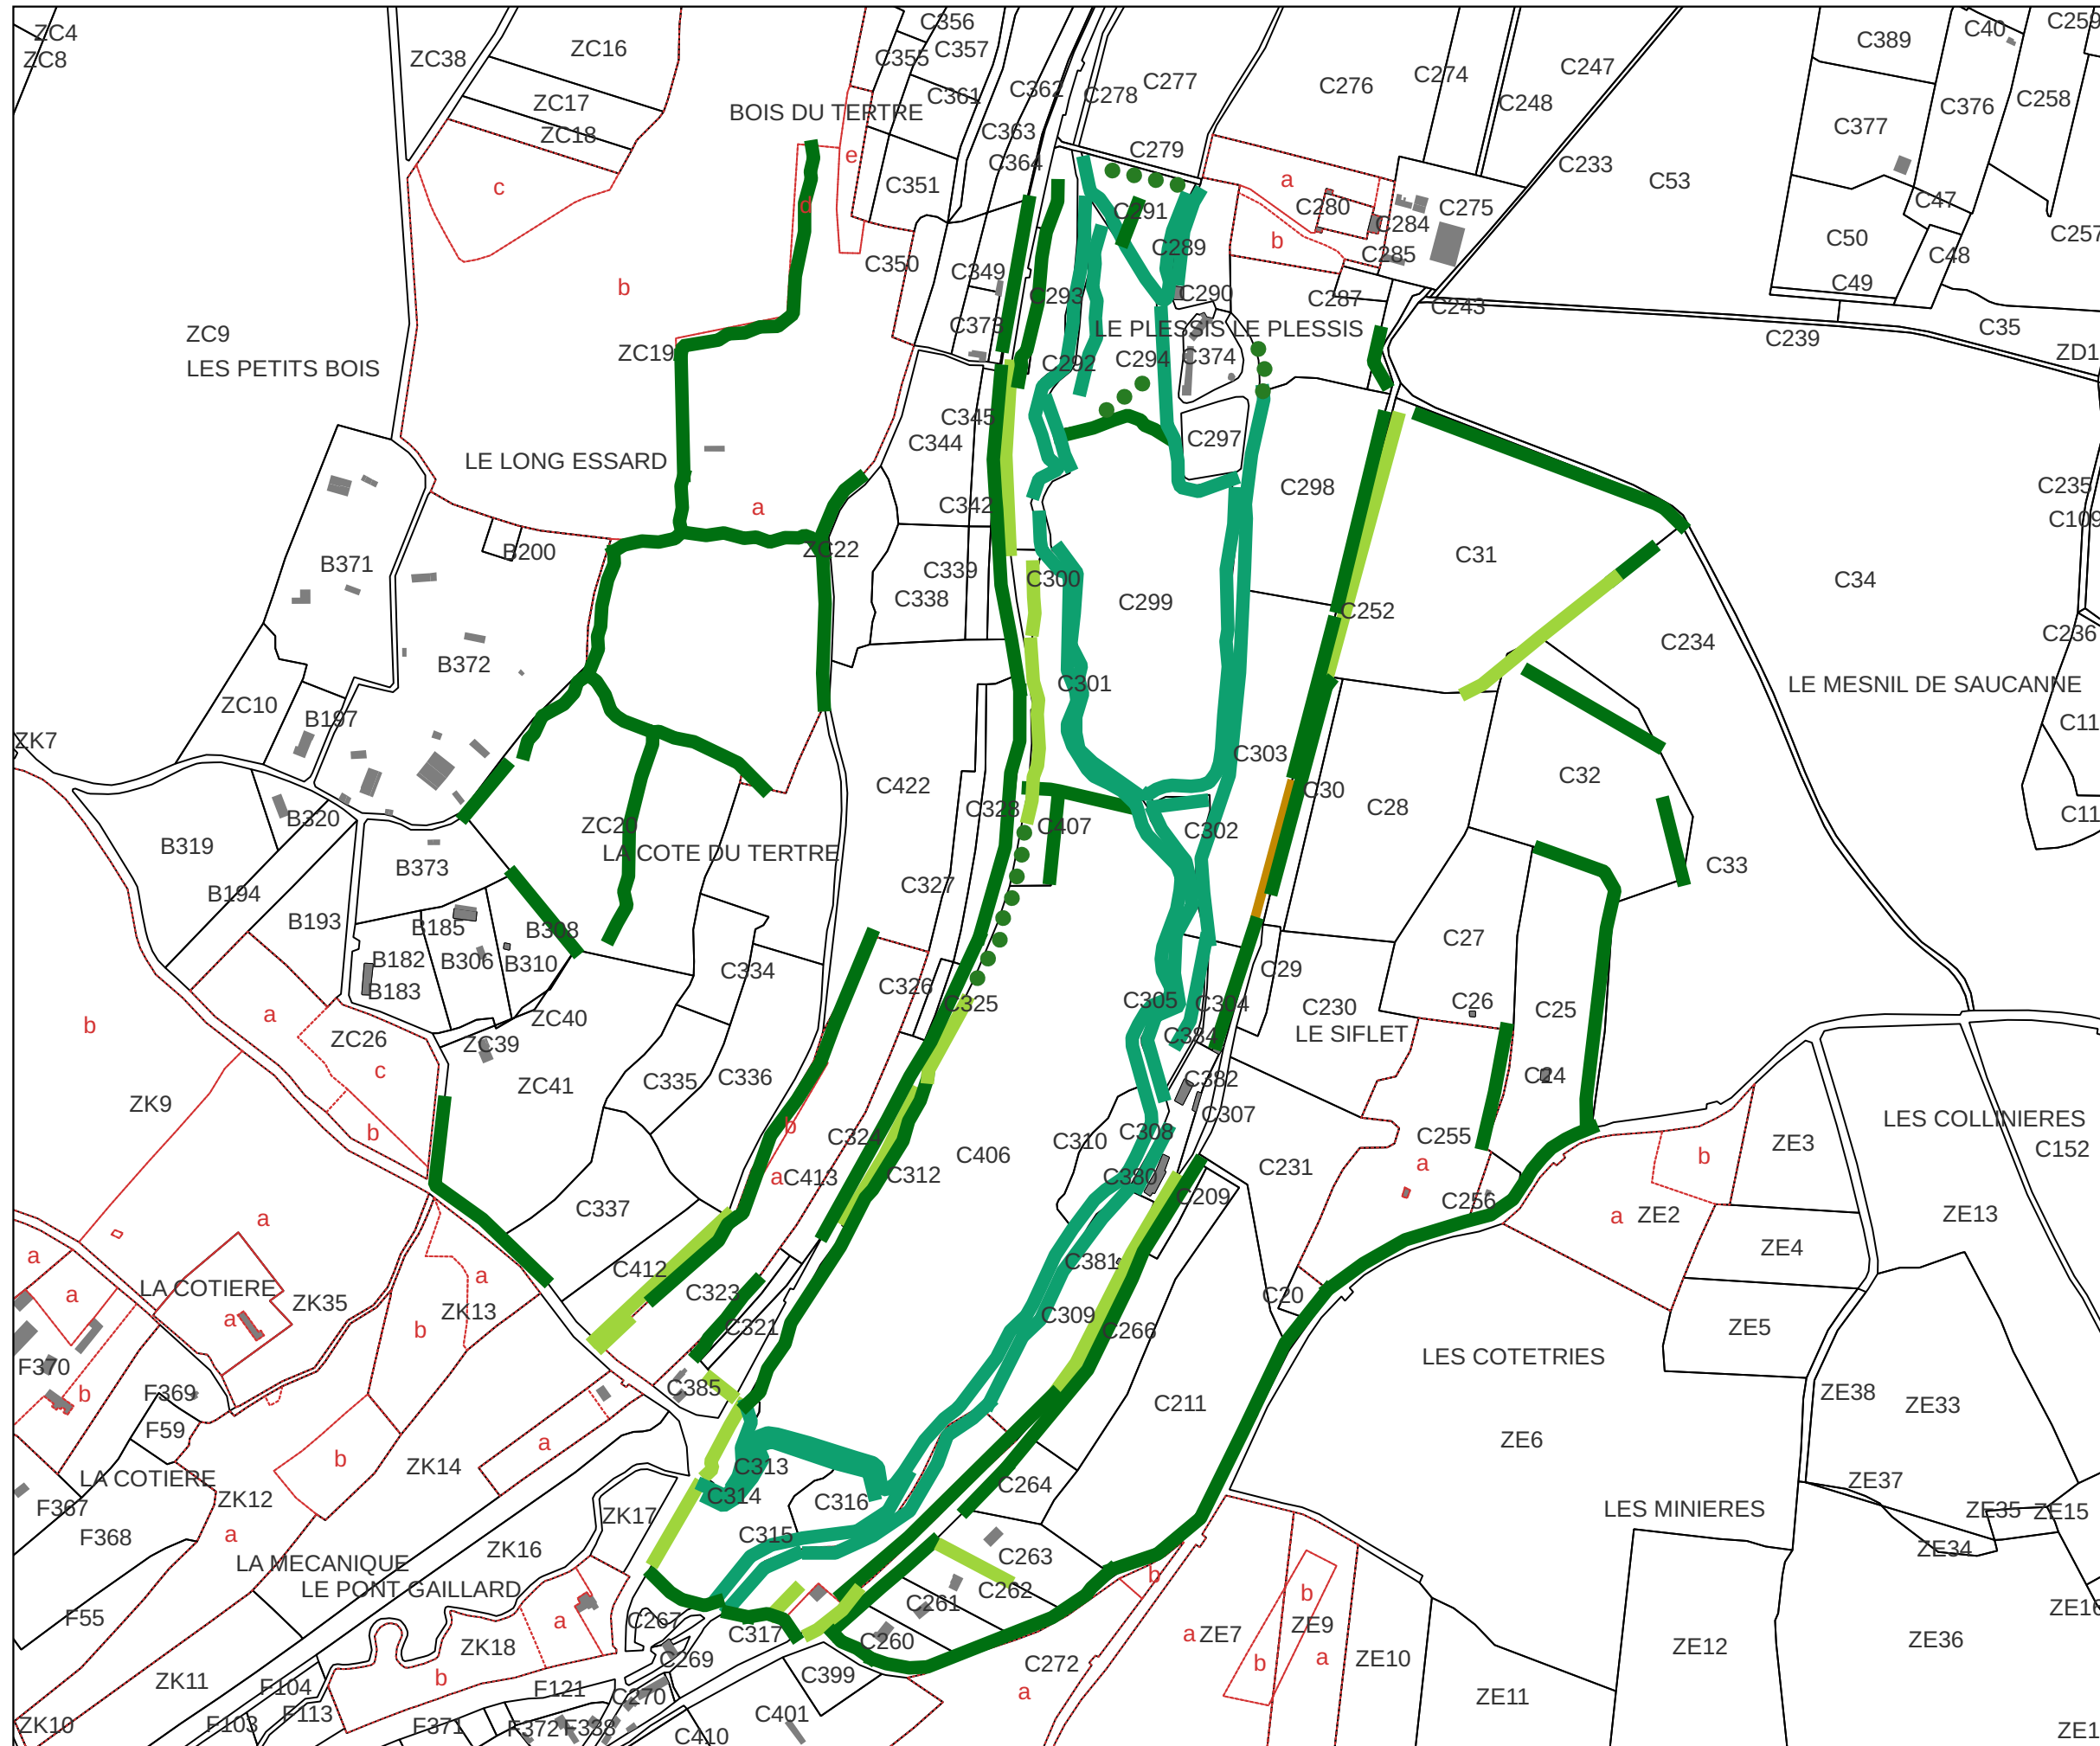 ZC4
ZC8
ZC38
ZC16
ZC17
ZC18
c
b
BOIS DU TERTRE
e
d
C355
C356
C357
C361
C351
C350
C362
C363
C364
C349
C373
C278
C277
C279
C276
C274
C248
C247
C233
C53
C389
C40
C259
C377
C376
C258
C47
C50
C48
C49
C257
a
C280
C284
C275
b
C285
C287
C243
C239
C35
ZD1
C291
C289
C290
C293
C292
LE PLESSIS
LE PLESSIS
C294
C374
C297
C298
ZC9
LES PETITS BOIS
ZC19
LE LONG ESSARD
a
C345
C344
C342
C339
C338
ZC22
C300
C299
C301
C252
C31
C34
C234
C235
C109
C236
LE MESNIL DE SAUCANNE
C11
C11
B371
B200
B372
ZC10
B197
ZK7
B320
B319
B194
B193
B373
B185
B308
B182
B306
B310
B183
ZC20
LA COTE DU TERTRE
C422
C328
C407
C327
C303
C302
C30
C28
C32
C33
C27
C29
C26
C25
C230
LE SIFLET
C24
C334
C326
C325
C305
C304
C384
C382
C307
C308
C310
C380
C209
C231
C255
a
C256
b
a
ZC26
c
b
ZC39
ZC40
ZC41
C335
C336
C337
ZK9
b
a
C413
C324
C312
C406
C412
C323
C321
C385
C381
C309
C266
C20
C211
LES COTETRIES
ZE6
b
a
ZE2
ZE3
ZE4
ZE5
LES COLLINIERES
C152
ZE13
ZE38
ZE33
ZE37
ZE35
ZE15
ZE34
LES MINIERES
a
a
a
LA COTIERE
a
ZK35
a
ZK13
b
F370
b
F369
F59
LA COTIERE
F367
F368
ZK12
a
b
ZK14
a
C313
C314
C316
C315
C264
C263
C262
C261
C260
ZK17
ZK16
LA MECANIQUE
LE PONT GAILLARD
a
ZK18
b
F55
ZK11
ZK10
F104
F103
F113
F371
F121
F372
F338
C267
C269
C270
C317
C399
C401
C410
C272
a
b
a
ZE7
b
ZE9
b
a
ZE10
ZE11
ZE12
ZE36
ZE16
ZE1